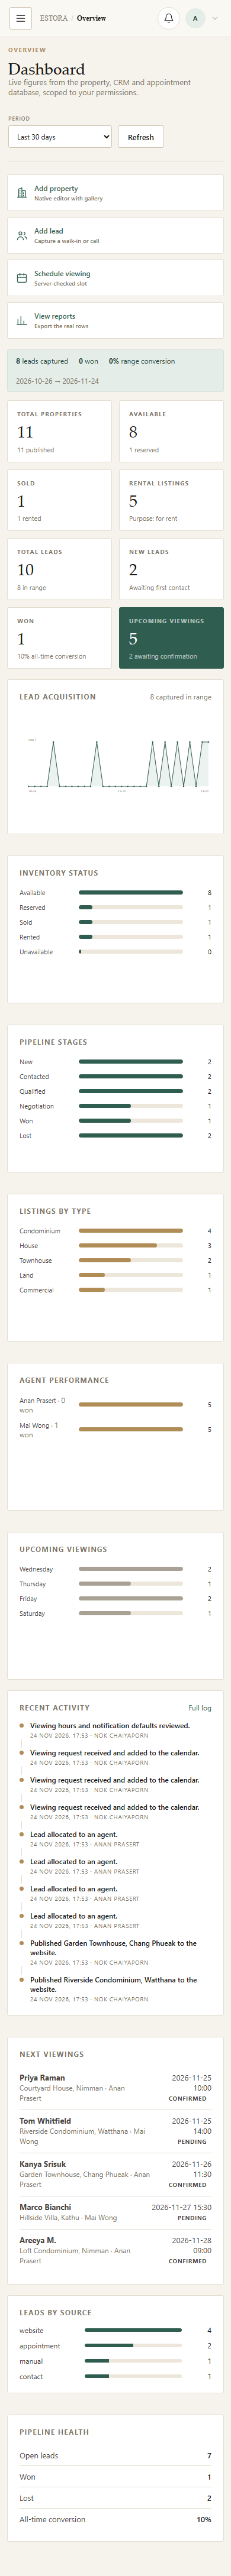 ESTORA / Overview
A
OVERVIEW
Dashboard
Live figures from the property, CRM and appointment
database, scoped to your permissions.
PERIOD
Last 30 days
Refresh
Add property
Native editor with gallery
Add lead
Capture a walk-in or call
Schedule viewing
Server-checked slot
View reports
Export the real rows
8 leads captured 0 won 0% range conversion
2026-10-26 → 2026-11-24
TOTAL PROPERTIES
11
11 published
AVAILABLE
8
1 reserved
SOLD
1
1 rented
RENTAL LISTINGS
5
Purpose: for rent
TOTAL LEADS
10
8 in range
NEW LEADS
2
Awaiting first contact
WON
1
10% all-time conversion
UPCOMING VIEWINGS
5
2 awaiting confirmation
LEAD ACQUISITION
8 captured in range
INVENTORY STATUS
Available 8
Reserved 1
Sold 1
Rented 1
Unavailable 0
PIPELINE STAGES
New 2
Contacted 2
Qualified 2
Negotiation 1
Won 1
Lost 2
LISTINGS BY TYPE
Condominium 4
House 3
Townhouse 2
Land 1
Commercial 1
AGENT PERFORMANCE
Anan Prasert · 0
won
5
Mai Wong · 1
won
5
UPCOMING VIEWINGS
Wednesday 2
Thursday 1
Friday 2
Saturday 1
RECENT ACTIVITY
Full log
Viewing hours and notification defaults reviewed.
24 NOV 2026, 17:53 · NOK CHAIYAPORN
Viewing request received and added to the calendar.
24 NOV 2026, 17:53 · NOK CHAIYAPORN
Viewing request received and added to the calendar.
24 NOV 2026, 17:53 · NOK CHAIYAPORN
Viewing request received and added to the calendar.
24 NOV 2026, 17:53 · NOK CHAIYAPORN
Lead allocated to an agent.
24 NOV 2026, 17:53 · ANAN PRASERT
Lead allocated to an agent.
24 NOV 2026, 17:53 · ANAN PRASERT
Lead allocated to an agent.
24 NOV 2026, 17:53 · ANAN PRASERT
Lead allocated to an agent.
24 NOV 2026, 17:53 · ANAN PRASERT
Published Garden Townhouse, Chang Phueak to the
website.
24 NOV 2026, 17:53 · NOK CHAIYAPORN
Published Riverside Condominium, Watthana to the
website.
24 NOV 2026, 17:53 · NOK CHAIYAPORN
NEXT VIEWINGS
Priya Raman
Courtyard House, Nimman · Anan
Prasert
2026-11-25
10:00
CONFIRMED
Tom Whitfield
Riverside Condominium, Watthana · Mai
Wong
2026-11-25
14:00
PENDING
Kanya Srisuk
Garden Townhouse, Chang Phueak · Anan
Prasert
2026-11-26
11:30
CONFIRMED
Marco Bianchi
Hillside Villa, Kathu · Mai Wong
2026-11-27 15:30
PENDING
Areeya M.
Loft Condominium, Nimman · Anan
Prasert
2026-11-28
09:00
CONFIRMED
LEADS BY SOURCE
website 4
appointment 2
manual 1
contact 1
PIPELINE HEALTH
Open leads 7
Won 1
Lost 2
All-time conversion 10%